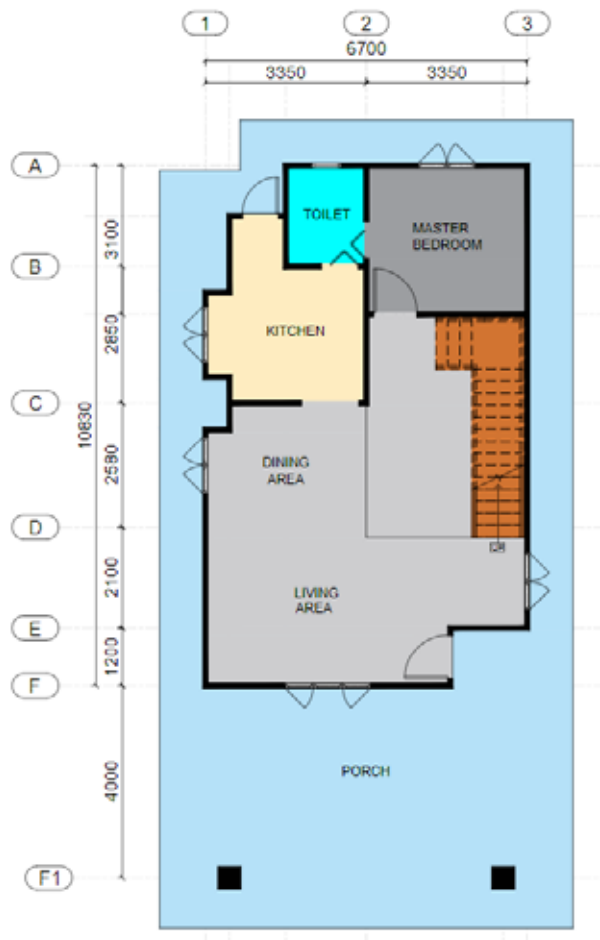 1
2
3
6700
3350
3350
A
3100
TOILET
MASTER
BEDROOM
B
2850
KITCHEN
C
10830
2580
DINING
AREA
D
2100
LIVING
AREA
E
1200
F
4000
PORCH
F1